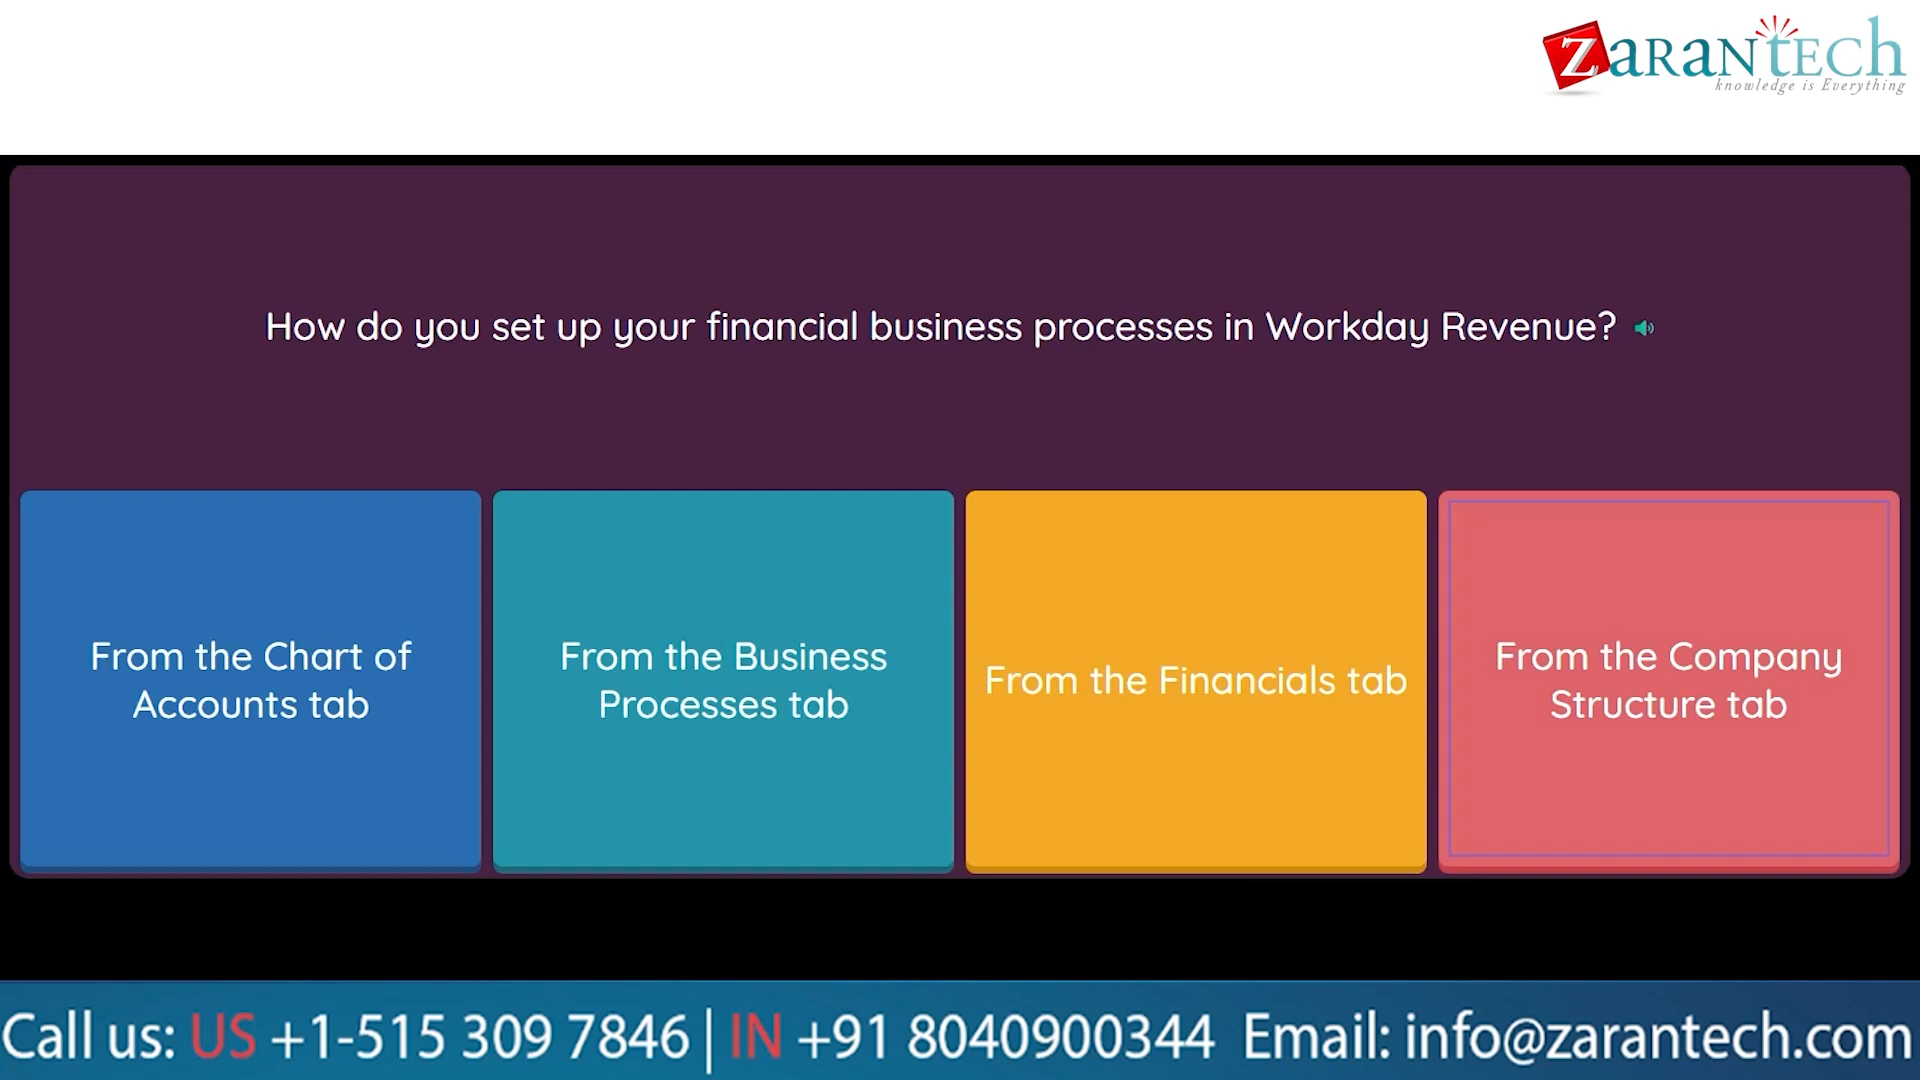 ZARANTECH
knowledge is Everything
How do you set up your financial business processes in Workday Revenue?
From the Chart of
Accounts tab
From the Business
Processes tab
From the Financials tab
From the Company
Structure tab
Call us: US +1-515 309 7846 | IN +91 8040900344 Email: info@zarantech.com